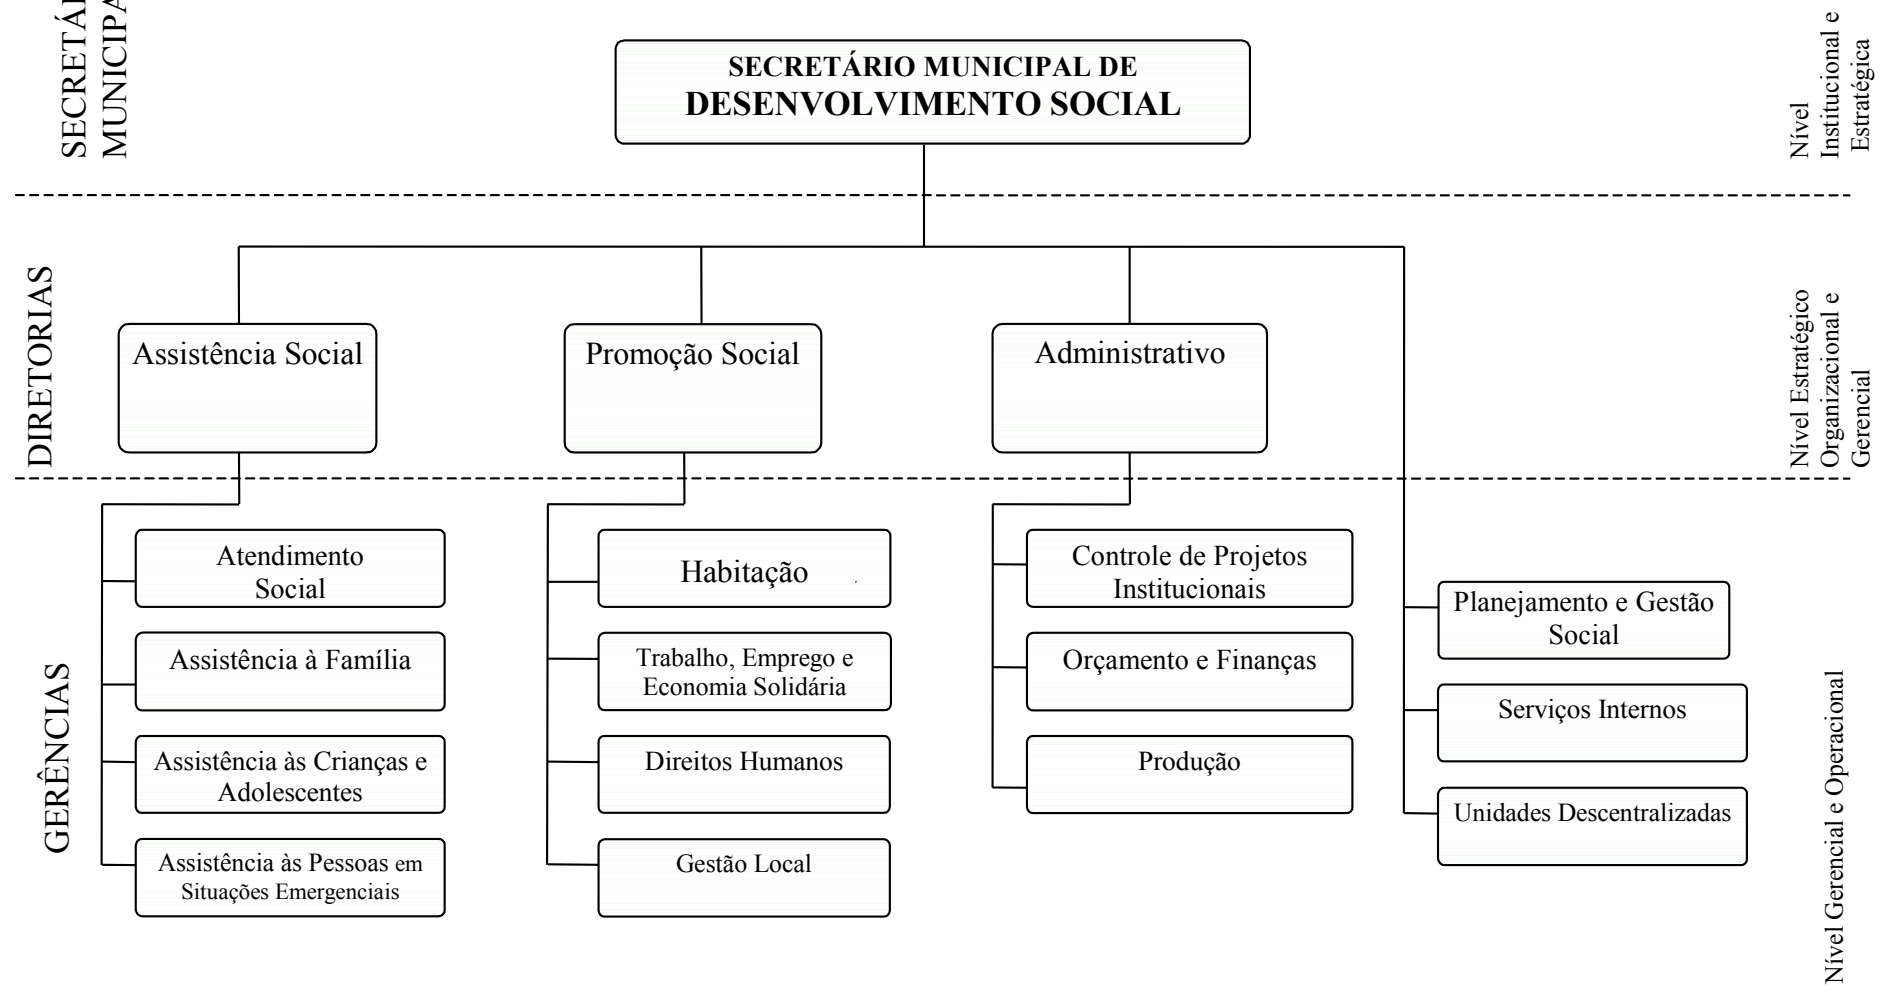 SECRETÁRIO MUNICIPAL DE
DESENVOLVIMENTO SOCIAL
Nível
Institucional e
Estratégica
DIRETORIAS
Assistência Social
Promoção Social
Administrativo
Nível Estratégico
Organizacional e
Gerencial
GERÊNCIAS
Atendimento
Social
Assistência à Família
Assistência às Crianças e
Adolescentes
Assistência às Pessoas em
Situações Emergenciais
Habitação
Trabalho, Emprego e
Economia Solidária
Direitos Humanos
Gestão Local
Controle de Projetos
Institucionais
Orçamento e Finanças
Produção
Planejamento e Gestão
Social
Serviços Internos
Unidades Descentralizadas
Nível Gerencial e Operacional